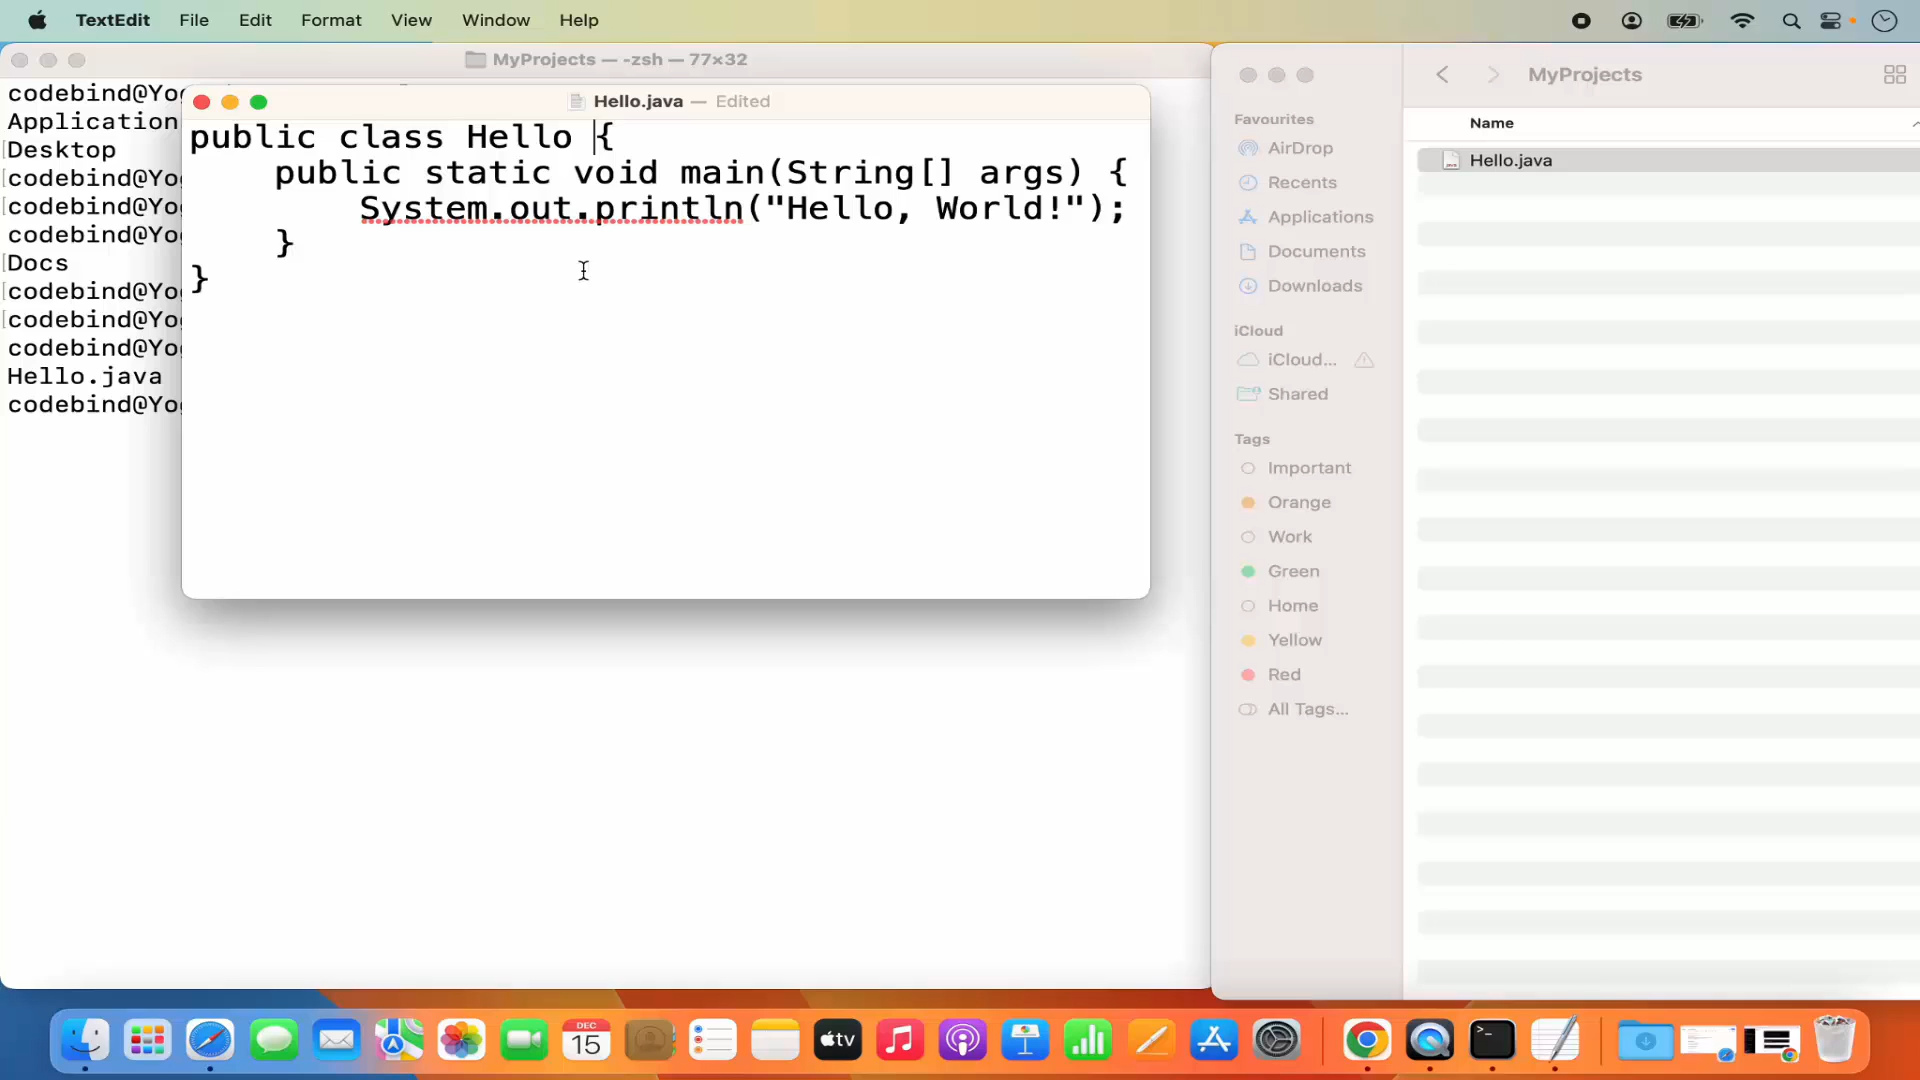 TextEdit File Edit Format View Window Help
MyProjects — -zsh — 77×32
codebind@Yo
Application
Desktop
codebind@Yo
codebind@Yo
codebind@Yo
Docs
codebind@Yo
codebind@Yo
codebind@Yo
Hello.java
codebind@Yo
Hello.java — Edited
public class Hello {
public static void main(String[] args) {
System.out.println("Hello, World!");
}
}
MyProjects
Favourites
AirDrop
Recents
Applications
Documents
Downloads
iCloud
iCloud...
Shared
Tags
Important
Orange
Work
Green
Home
Yellow
Red
All Tags...
Name
Hello.java
DEC
15
tv
>_